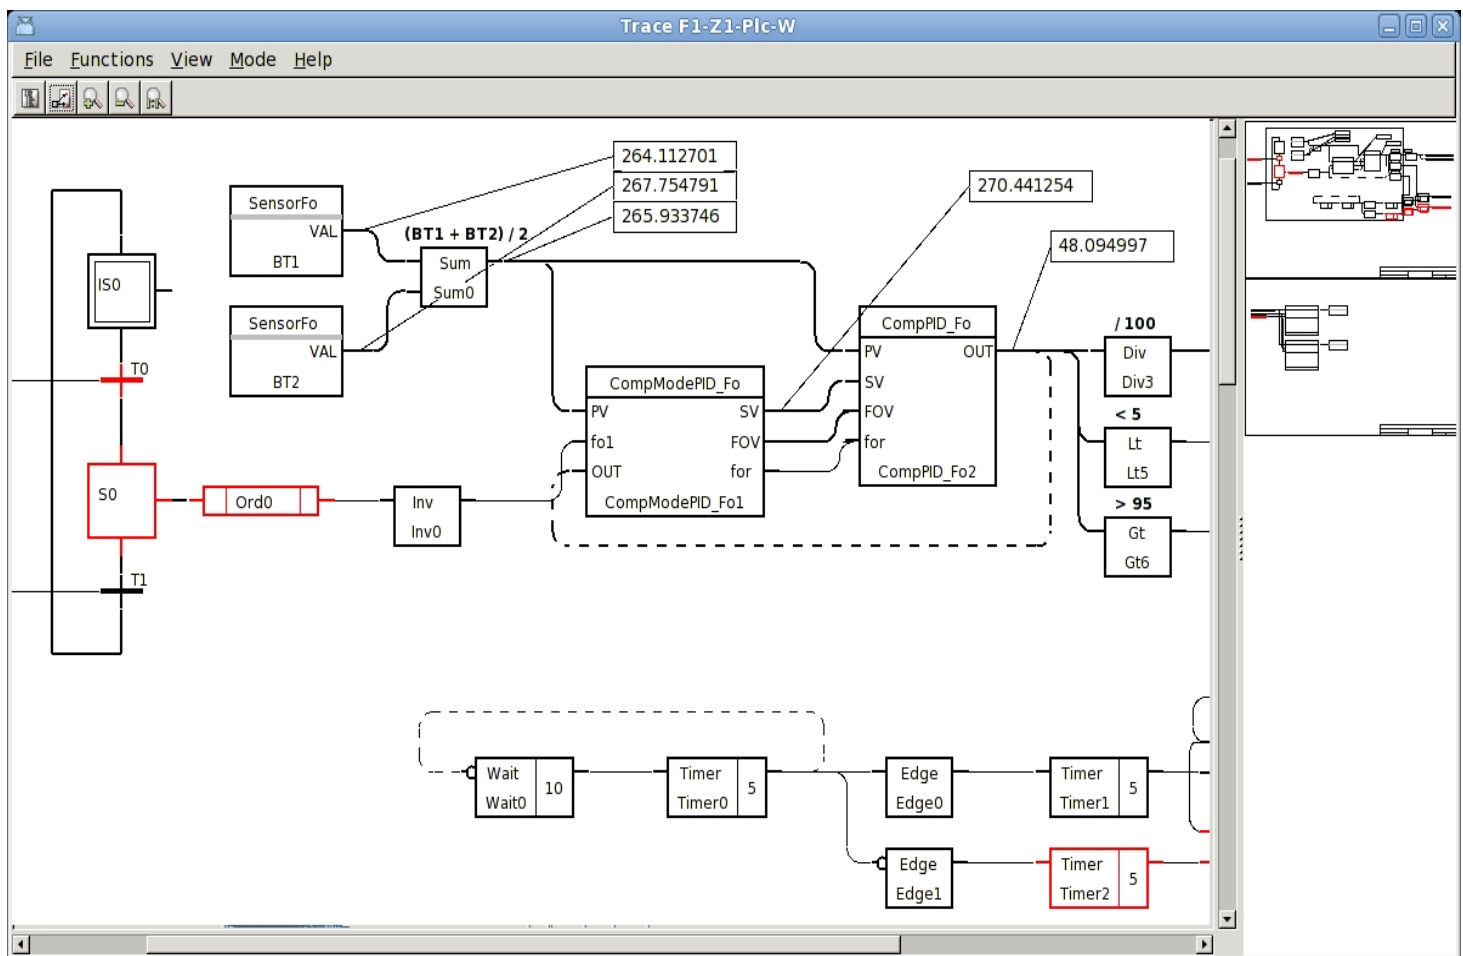 Trace F1-Z1-Plc-W
File Functions View Mode Help
264.112701
267.754791
265.933746
270.441254
48.094997
SensorFo
VAL
BT1
(BT1 + BT2) / 2
Sum
Sum0
IS0
SensorFo
VAL
BT2
T0
CompPID_Fo
PV OUT
SV
FOV
for
CompPID_Fo2
/ 100
Div
Div3
CompModePID_Fo
PV SV
fo1 FOV
OUT for
CompModePID_Fo1
< 5
Lt
Lt5
> 95
Gt
Gt6
S0
Ord0
Inv
Inv0
T1
Wait
Wait0
10
Timer
Timer0
5
Edge
Edge0
Timer
Timer1
5
Edge
Edge1
Timer
Timer2
5